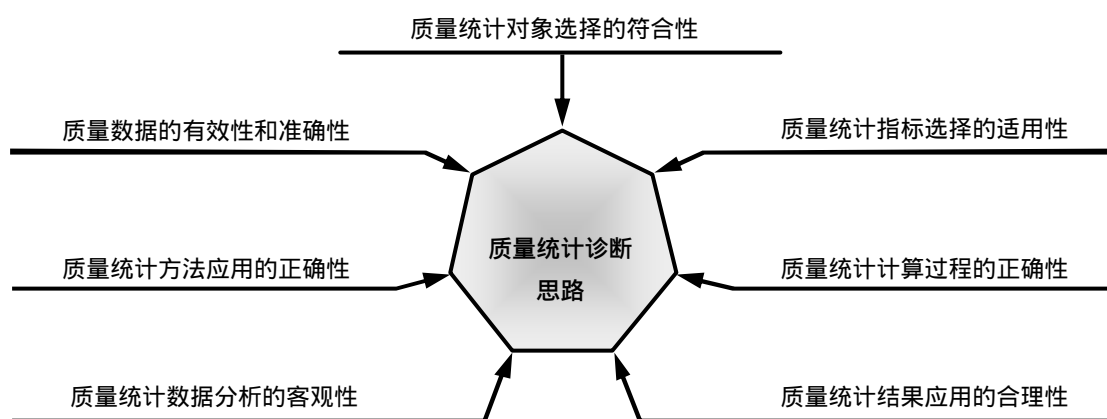 质量统计对象选择的符合性
质量数据的有效性和准确性
质量统计指标选择的适用性
质量统计诊断
思路
质量统计方法应用的正确性
质量统计计算过程的正确性
质量统计数据分析的客观性
质量统计结果应用的合理性